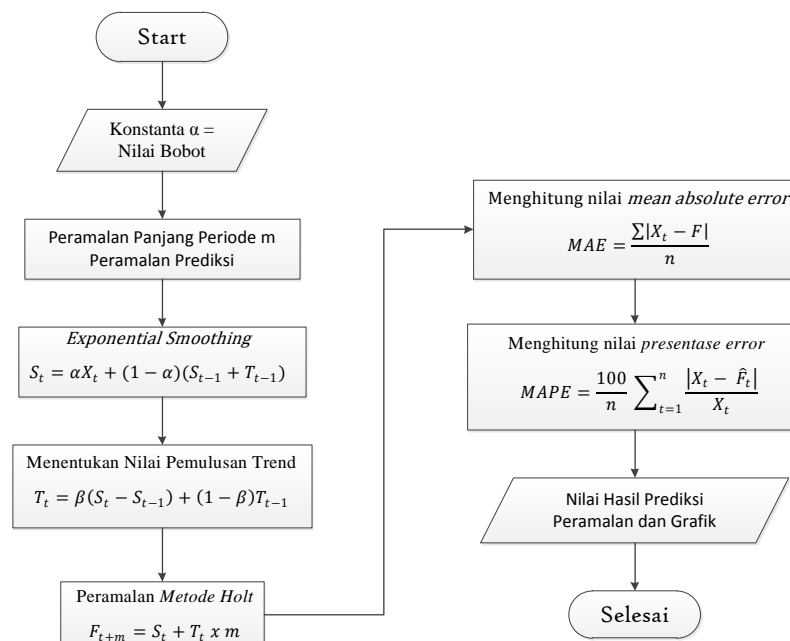 Start
Konstanta α =
Nilai Bobot
Peramalan Panjang Periode m
Peramalan Prediksi
Exponential Smoothing
S_t = αX_t + (1 − α)(S_{t−1} + T_{t−1})
Menentukan Nilai Pemulusan Trend
T_t = β(S_t − S_{t−1}) + (1 − β)T_{t−1}
Peramalan Metode Holt
F_{t+m} = S_t + T_t x m
Menghitung nilai mean absolute error
MAE = ∑|X_t − F| / n
Menghitung nilai presentase error
MAPE = 100/n ∑_{t=1}^{n} |X_t − F̂_t| / X_t
Nilai Hasil Prediksi
Peramalan dan Grafik
Selesai